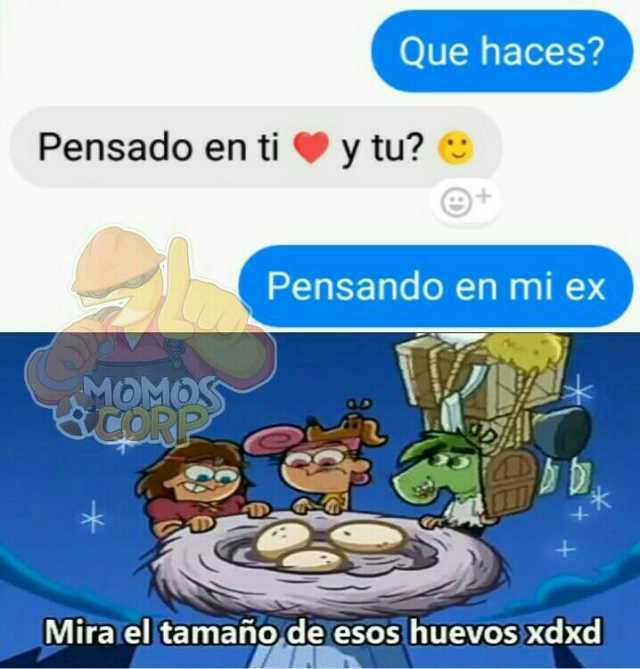 Que haces?
Pensado en ti ❤ y tu? 🙂
Pensando en mi ex
MOMOS
CORP
Mira el tamaño de esos huevos xdxd